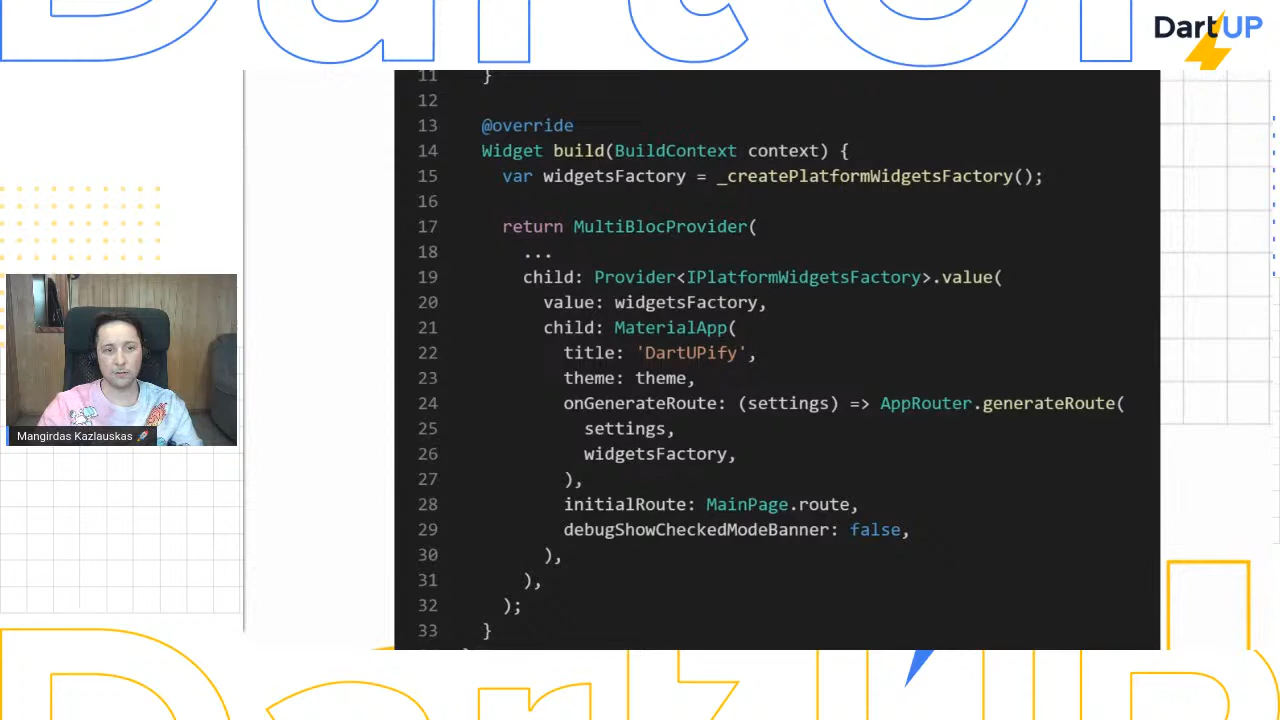 DartUP
11 }
12
13 @override
14 Widget build(BuildContext context) {
15 var widgetsFactory = _createPlatformWidgetsFactory();
16
17 return MultiBlocProvider(
18 ...
19 child: Provider<IPlatformWidgetsFactory>.value(
20 value: widgetsFactory,
21 child: MaterialApp(
22 title: 'DartUPify',
23 theme: theme,
24 onGenerateRoute: (settings) => AppRouter.generateRoute(
25 settings,
26 widgetsFactory,
27 ),
28 initialRoute: MainPage.route,
29 debugShowCheckedModeBanner: false,
30 ),
31 ),
32 );
33 }
Mangirdas Kazlauskas 🚀